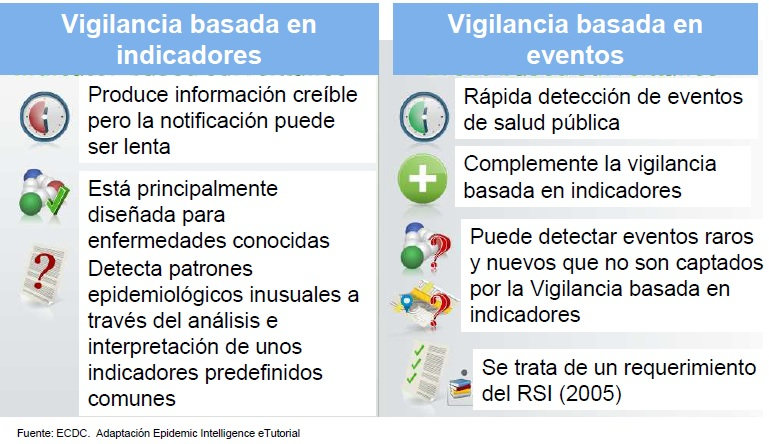 Vigilancia basada en
indicadores
Produce información creíble
pero la notificación puede
ser lenta
Está principalmente
diseñada para
enfermedades conocidas
Detecta patrones
epidemiológicos inusuales a
través del análisis e
interpretación de unos
indicadores predefinidos
comunes
Vigilancia basada en
eventos
Rápida detección de eventos
de salud pública
Complemente la vigilancia
basada en indicadores
Puede detectar eventos raros
y nuevos que no son captados
por la Vigilancia basada en
indicadores
Se trata de un requerimiento
del RSI (2005)
Fuente: ECDC. Adaptación Epidemic Intelligence eTutorial